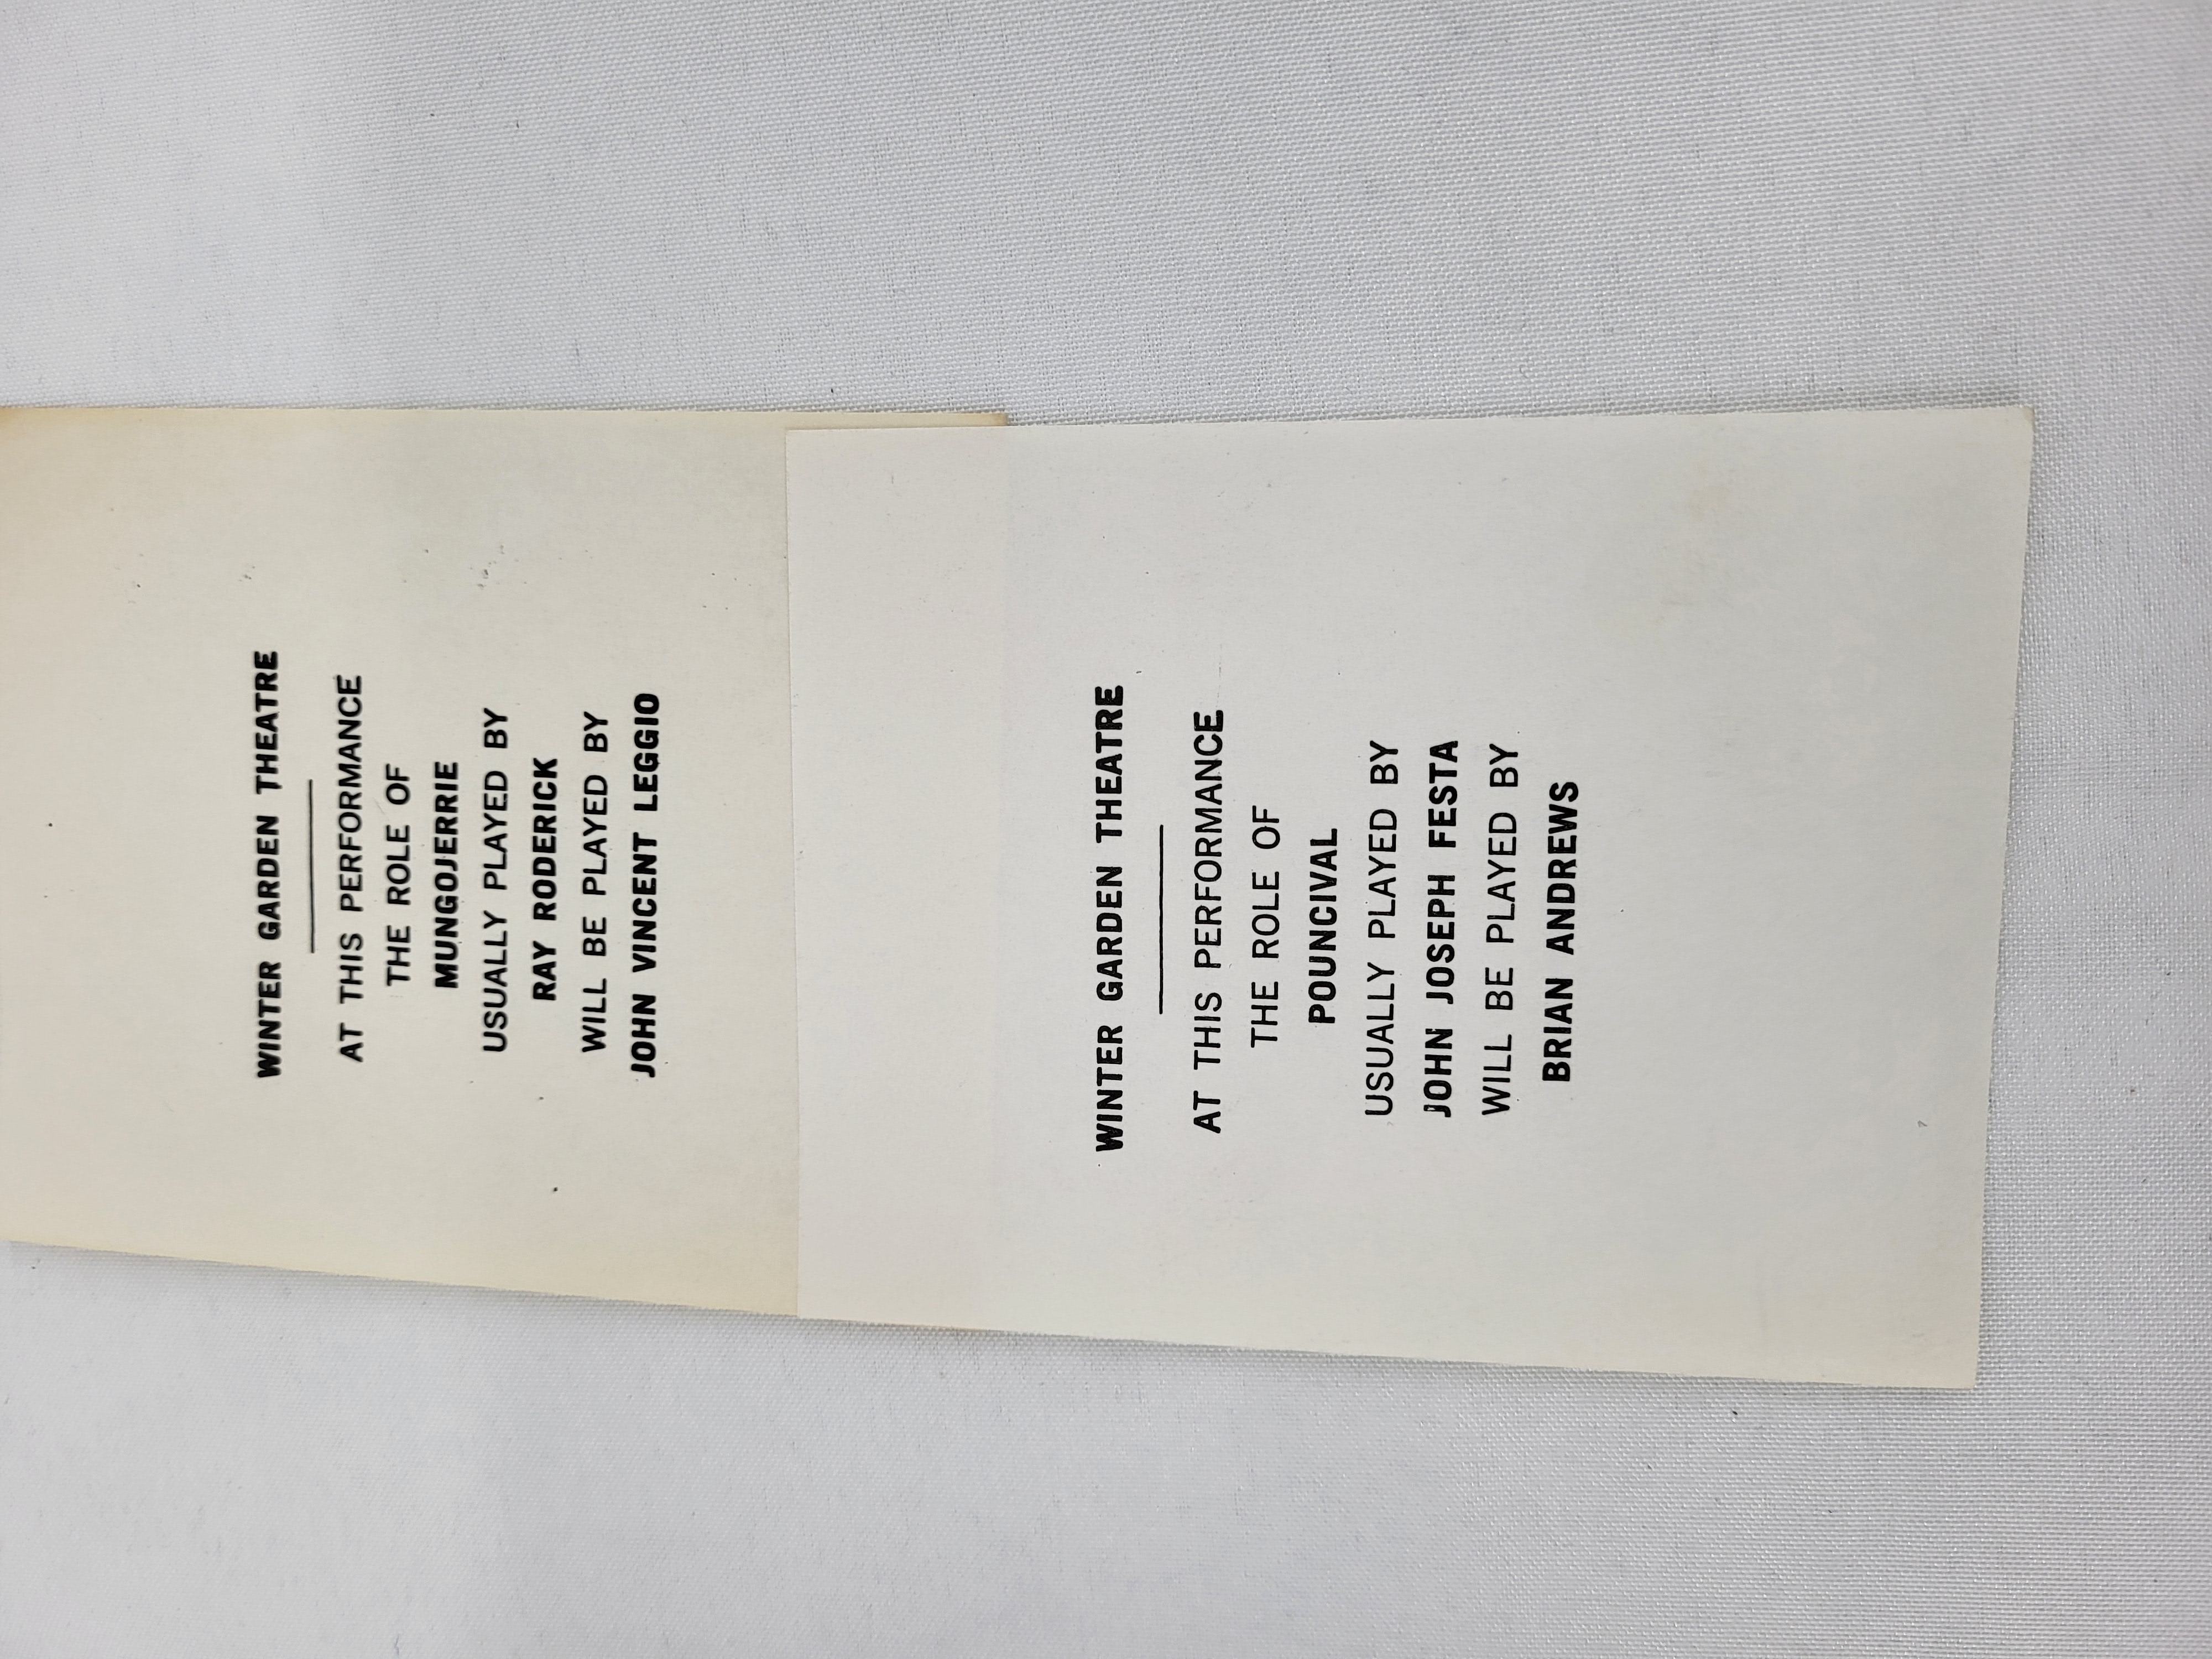 WINTER GARDEN THEATRE
AT THIS PERFORMANCE
THE ROLE OF
MUNGOJERRIE
USUALLY PLAYED BY
RAY RODERICK
WILL BE PLAYED BY
JOHN VINCENT LEGGIO
WINTER GARDEN THEATRE
AT THIS PERFORMANCE
THE ROLE OF
POUNCIVAL
USUALLY PLAYED BY
JOHN JOSEPH FESTA
WILL BE PLAYED BY
BRIAN ANDREWS